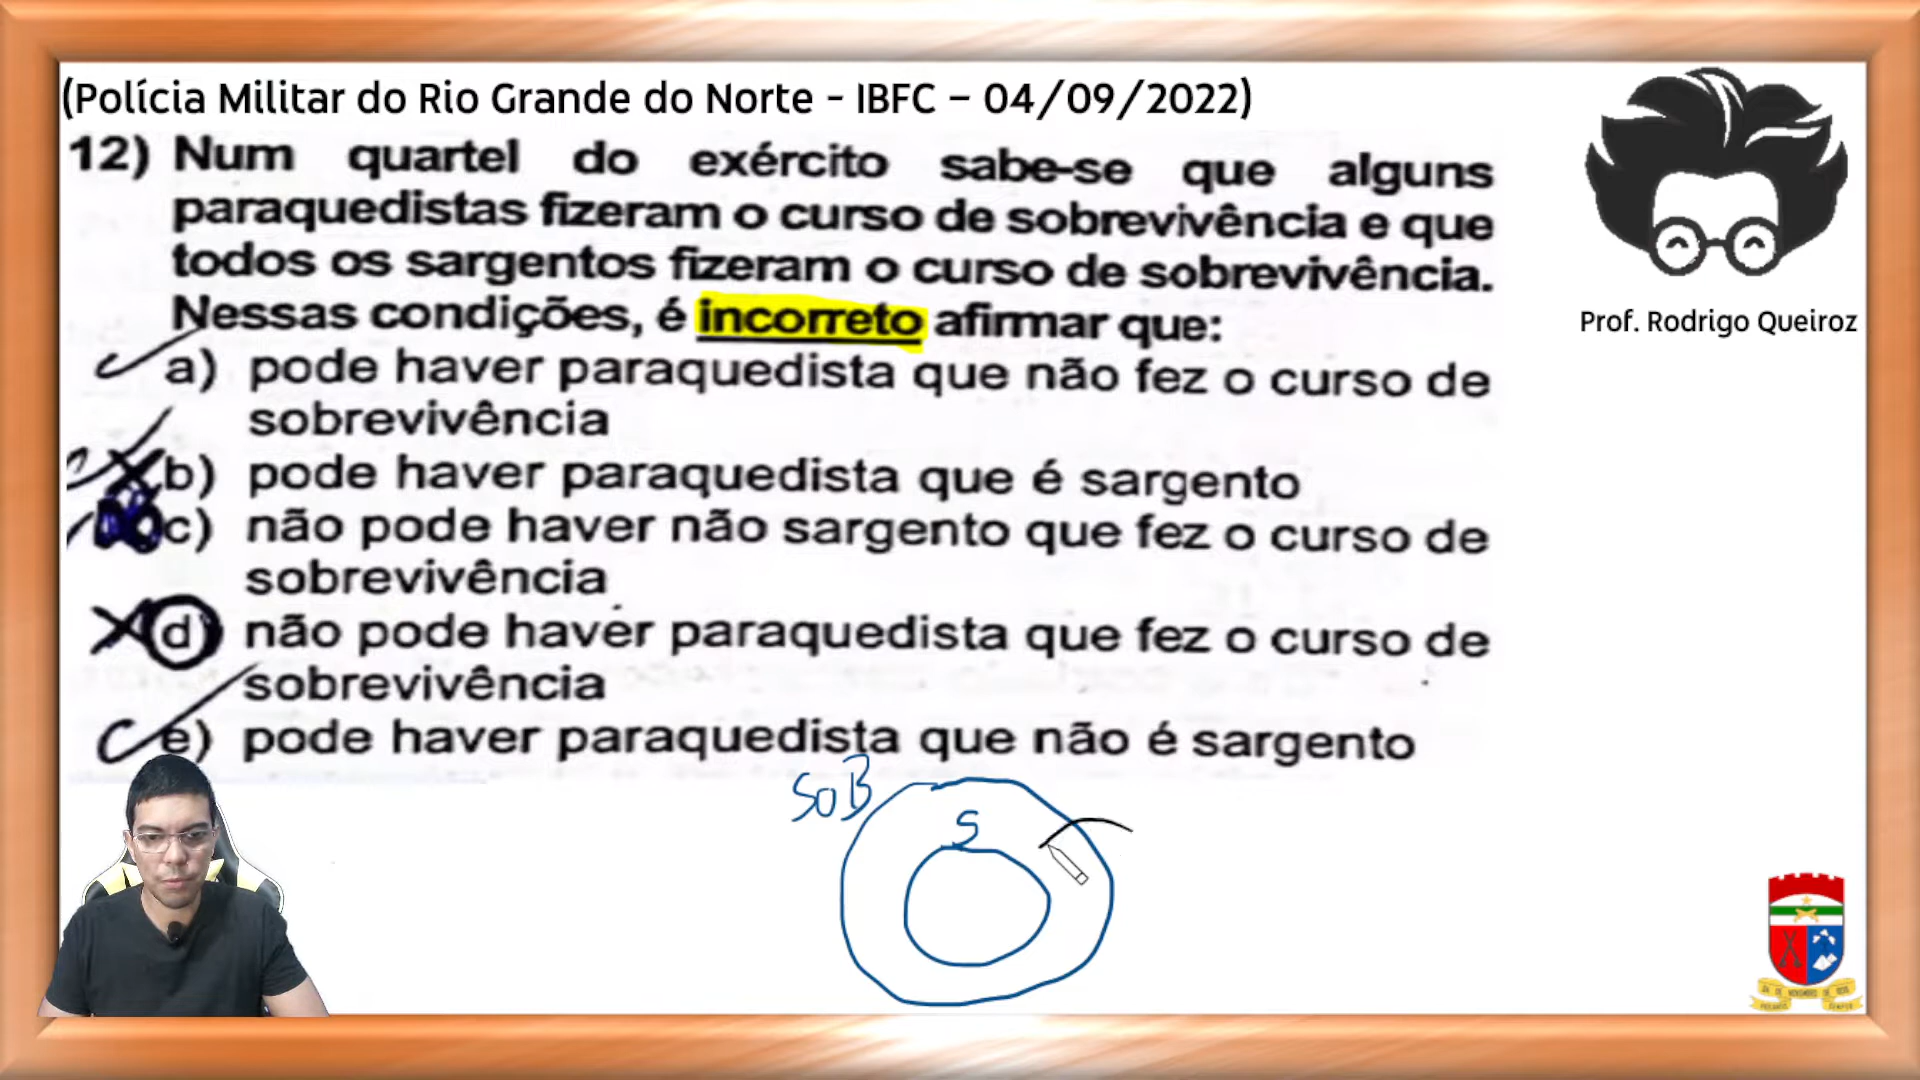 (Polícia Militar do Rio Grande do Norte - IBFC – 04/09/2022)
12) Num quartel do exército sabe-se que alguns
paraquedistas fizeram o curso de sobrevivência e que
todos os sargentos fizeram o curso de sobrevivência.
Nessas condições, é incorreto afirmar que:
a) pode haver paraquedista que não fez o curso de
sobrevivência
b) pode haver paraquedista que é sargento
c) não pode haver não sargento que fez o curso de
sobrevivência
d) não pode haver paraquedista que fez o curso de
sobrevivência
e) pode haver paraquedista que não é sargento
Prof. Rodrigo Queiroz
SOB
S